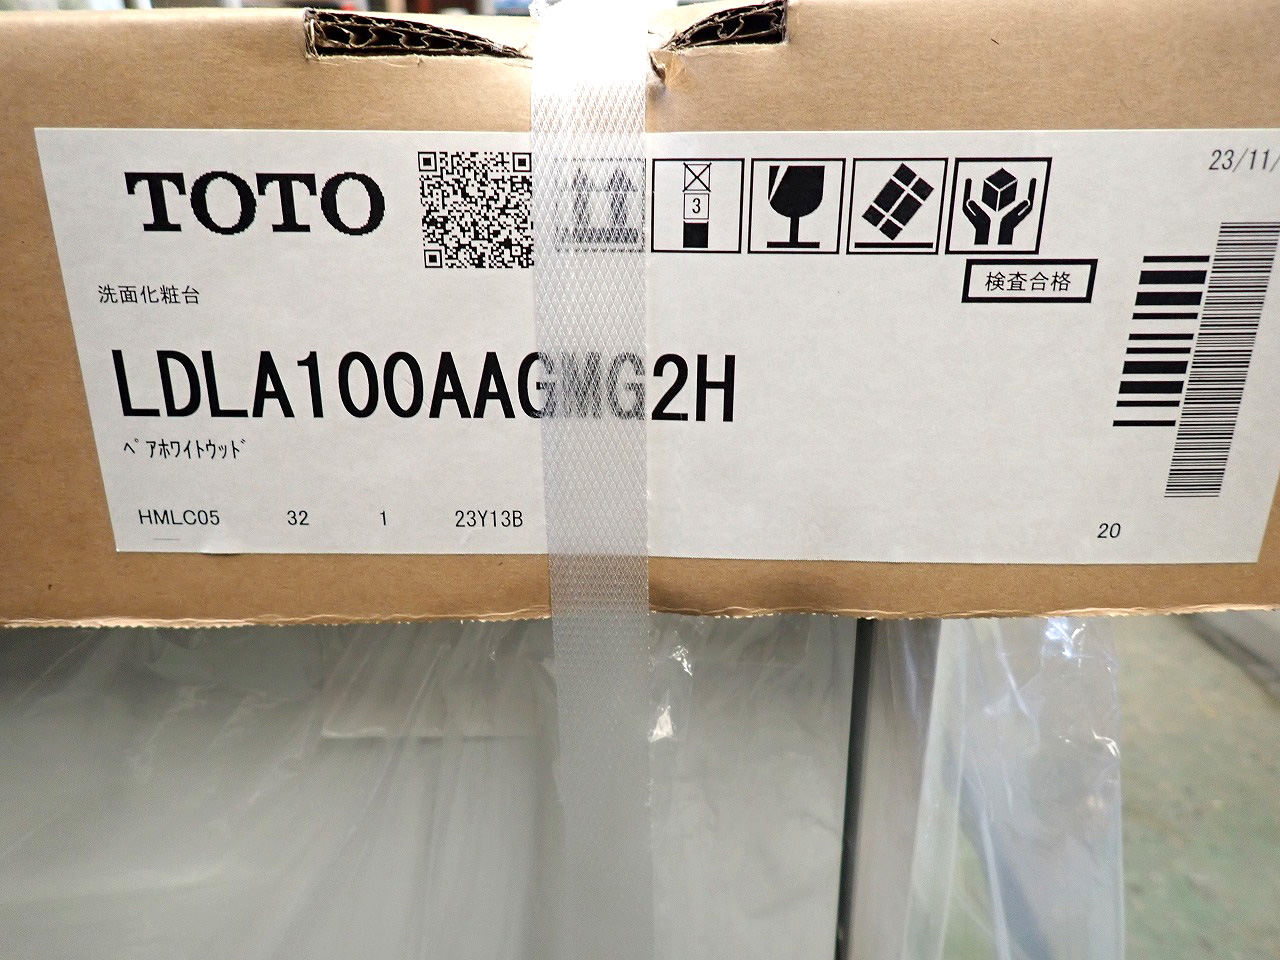 TOTO
3
23/11/
検査合格
洗面化粧台
LDLA100AAGMG2H
ﾍﾟｱﾎﾜｲﾄｳｯﾄﾞ
HMLC05 32 1 23Y13B
20